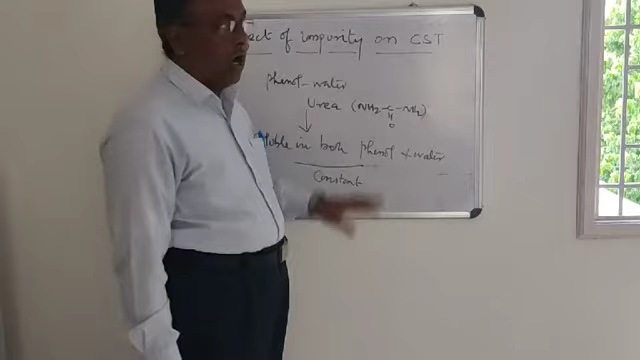 ect of impurity on CST
phenol-water
Urea (NH2-C-NH2)
||
O
↓
uble in both phenol & water
Constant